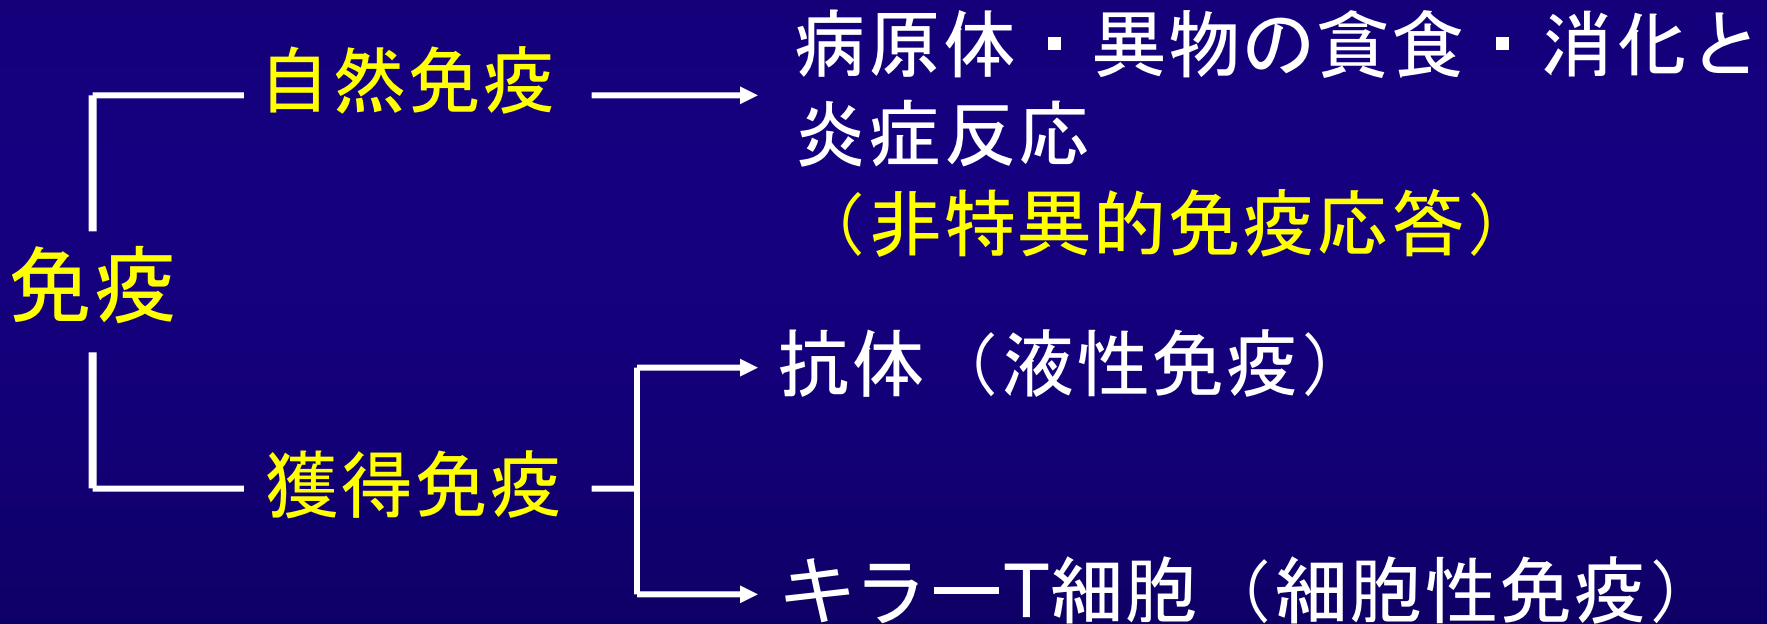 自然免疫
病原体・異物の貪食・消化と
炎症反応
（非特異的免疫応答）
免疫
抗体（液性免疫）
獲得免疫
キラーT細胞（細胞性免疫）